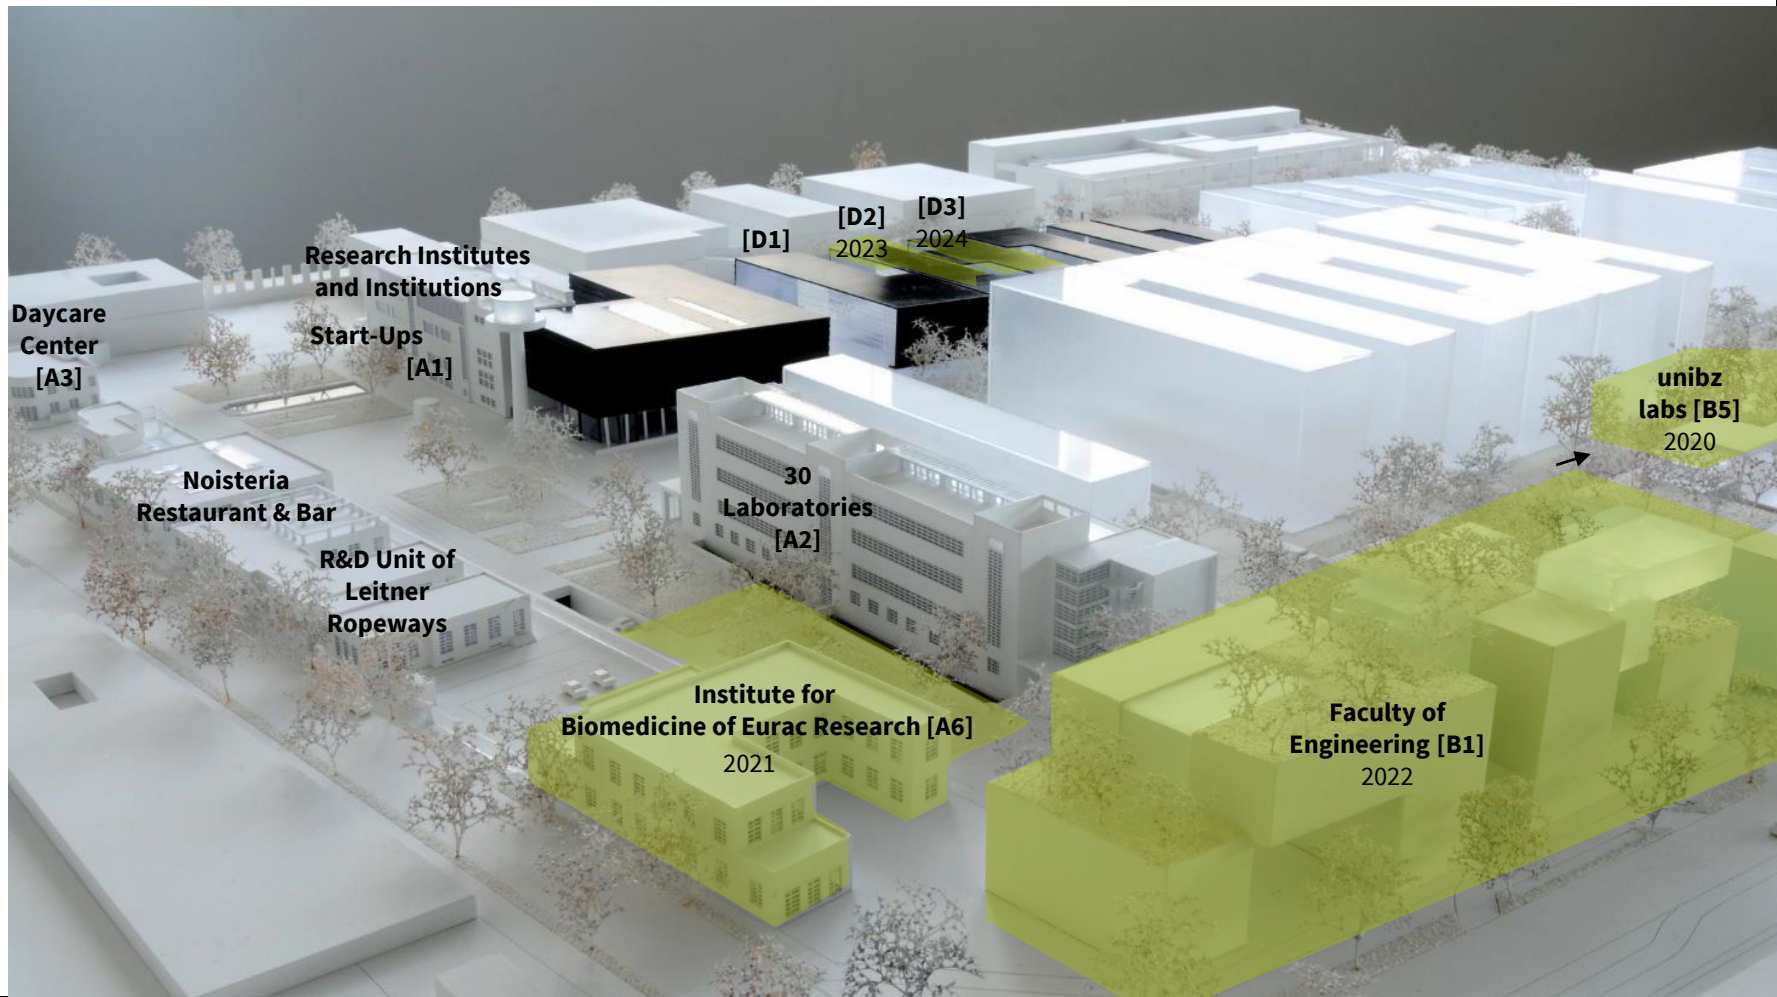 [D1]
[D2]
2023
[D3]
2024
Research Institutes
and Institutions
Start-Ups
[A1]
Daycare
Center
[A3]
unibz
labs [B5]
2020
Noisteria
Restaurant & Bar
30
Laboratories
[A2]
R&D Unit of
Leitner
Ropeways
Institute for
Biomedicine of Eurac Research [A6]
2021
Faculty of
Engineering [B1]
2022